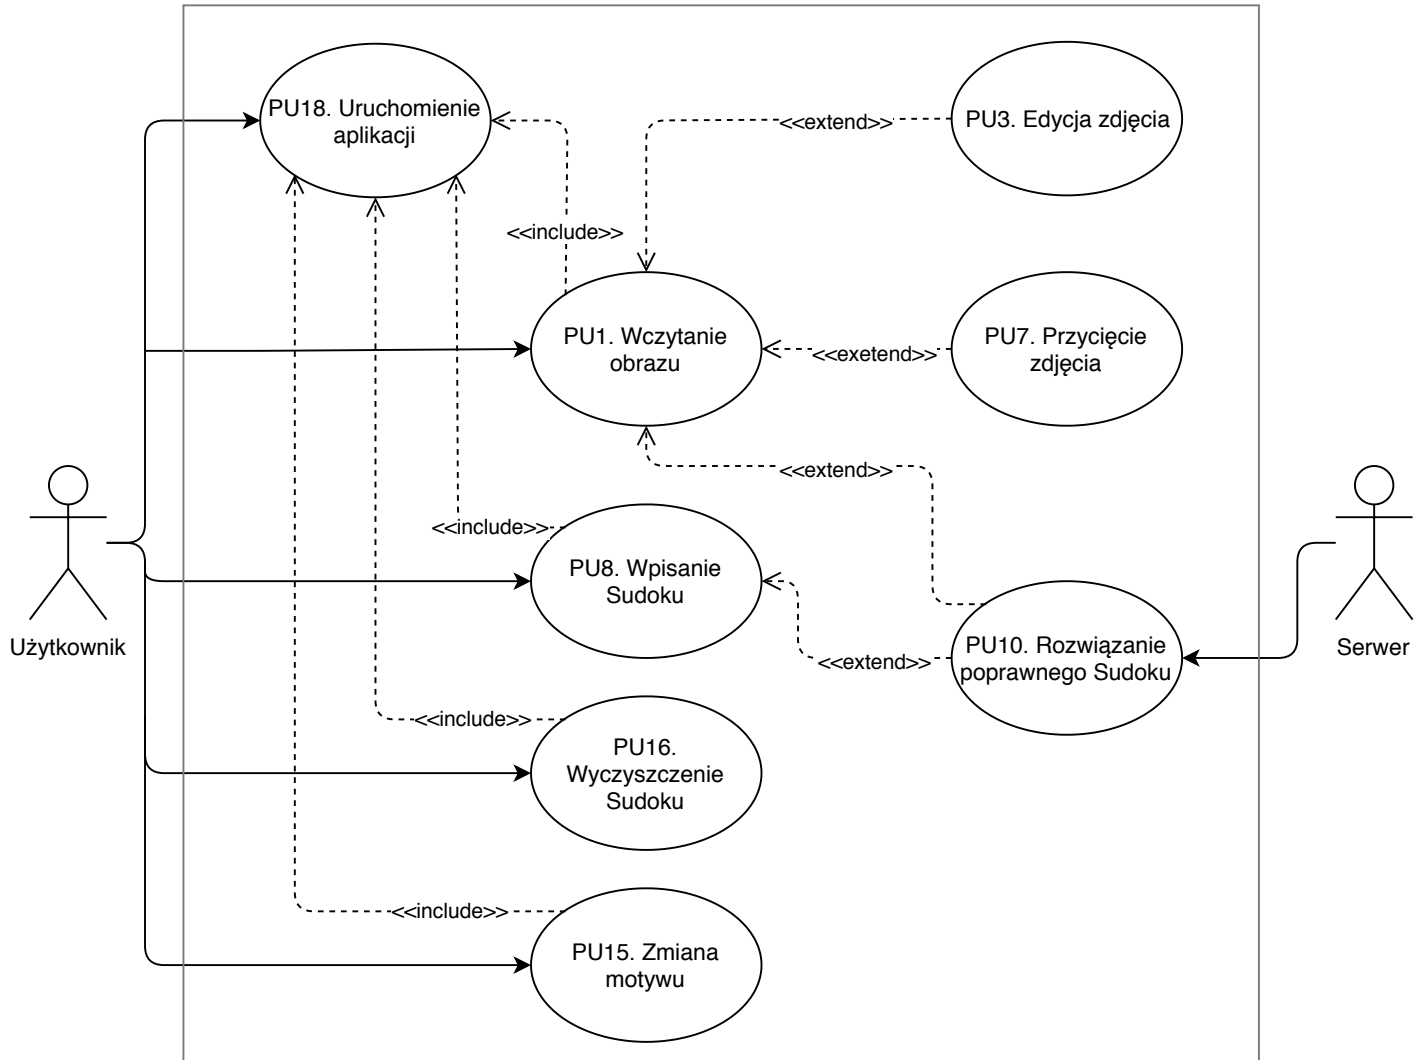 PU18. Uruchomienie
aplikacji
<<extend>>
PU3. Edycja zdjęcia
<<include>>
PU1. Wczytanie
obrazu
<<exetend>>
PU7. Przycięcie
zdjęcia
<<extend>>
<<include>>
PU8. Wpisanie
Sudoku
Użytkownik
<<extend>>
PU10. Rozwiązanie
poprawnego Sudoku
Serwer
<<include>>
PU16.
Wyczyszczenie
Sudoku
<<include>>
PU15. Zmiana
motywu